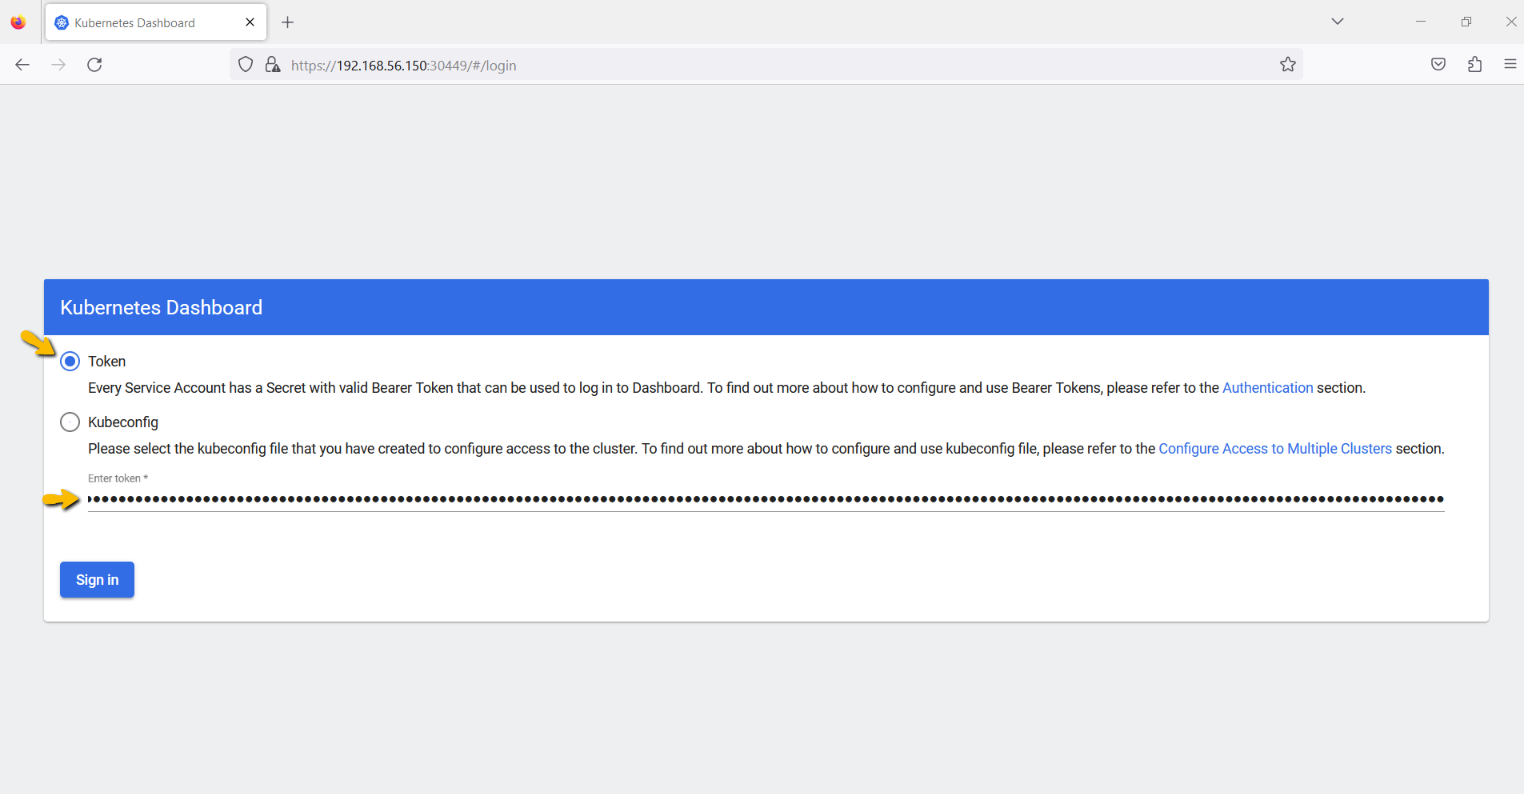 Kubernetes Dashboard
https://192.168.56.150:30449/#/login
Kubernetes Dashboard
Token
Every Service Account has a Secret with valid Bearer Token that can be used to log in to Dashboard. To find out more about how to configure and use Bearer Tokens, please refer to the Authentication section.
Kubeconfig
Please select the kubeconfig file that you have created to configure access to the cluster. To find out more about how to configure and use kubeconfig file, please refer to the Configure Access to Multiple Clusters section.
Enter token *
Sign in